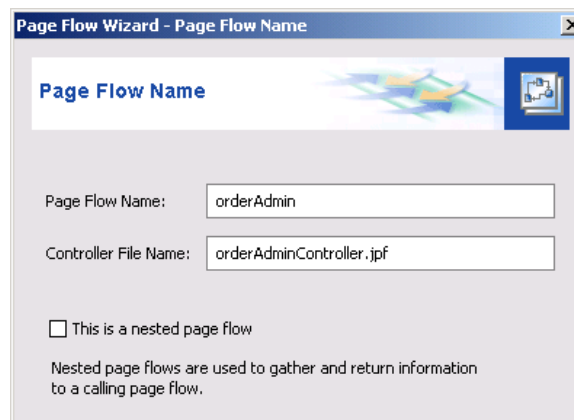 Page Flow Wizard - Page Flow Name
Page Flow Name
Page Flow Name: orderAdmin
Controller File Name: orderAdminController.jpf
This is a nested page flow
Nested page flows are used to gather and return information
to a calling page flow.